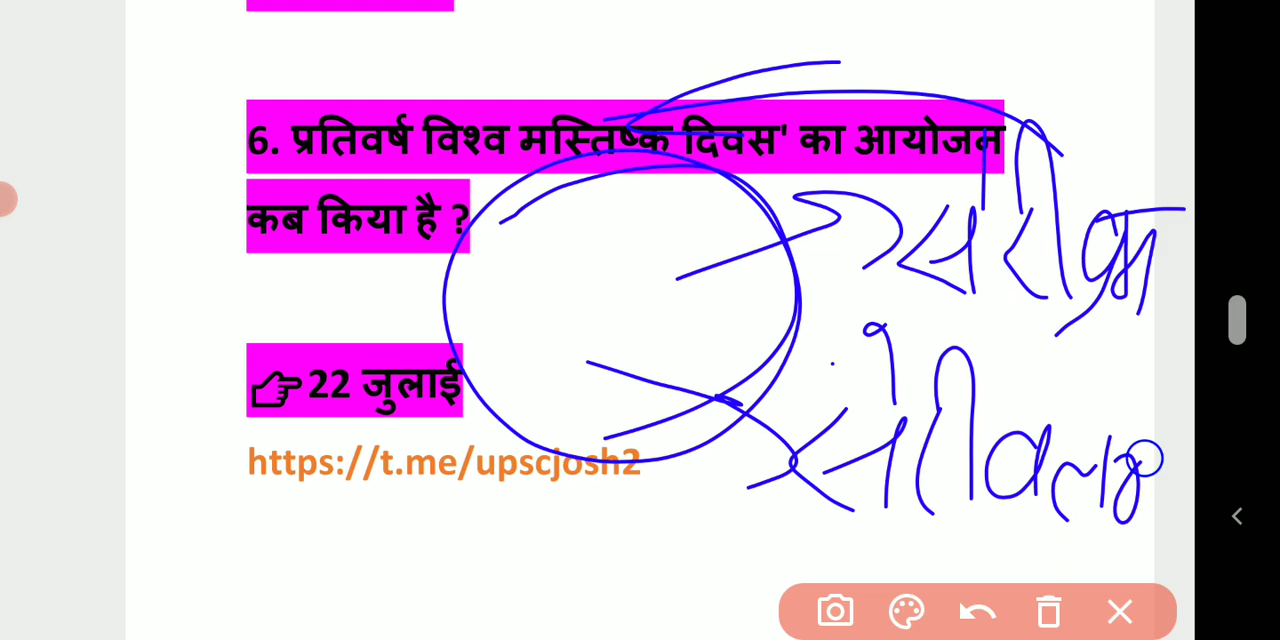 6. प्रतिवर्ष विश्व मस्तिष्क दिवस' का आयोजन
कब किया है ?
👉22 जुलाई
https://t.me/upscjosh2